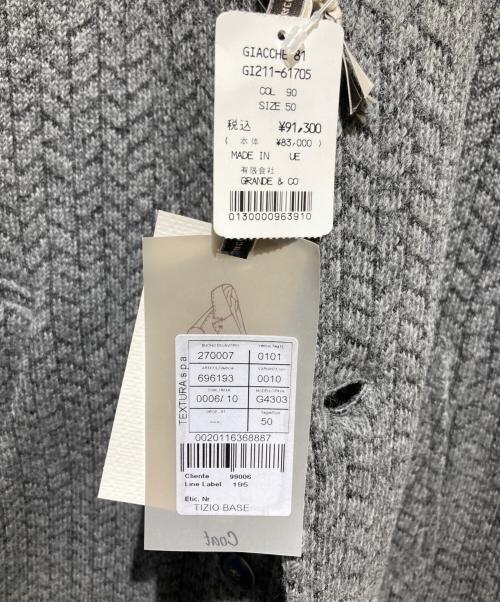 GIACCHE 81
GI211-61705
COL 90
SIZE 50
税込 ¥91,300
( 本体 ¥83,000 )
MADE IN UE
有限会社
GRANDE & CO
0130000963910
TEXTURA s.p.a.
270007 0101
696193 0010
0006/ 10 G4303
--- 50
0020116368887
Cliente 99006
Line Label 195
Etic. Nr
TIZIO BASE
Coat